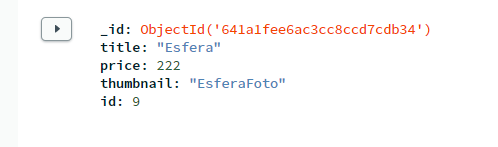 _id: ObjectId('641a1fee6ac3cc8ccd7cdb34')
title: "Esfera"
price: 222
thumbnail: "EsferaFoto"
id: 9